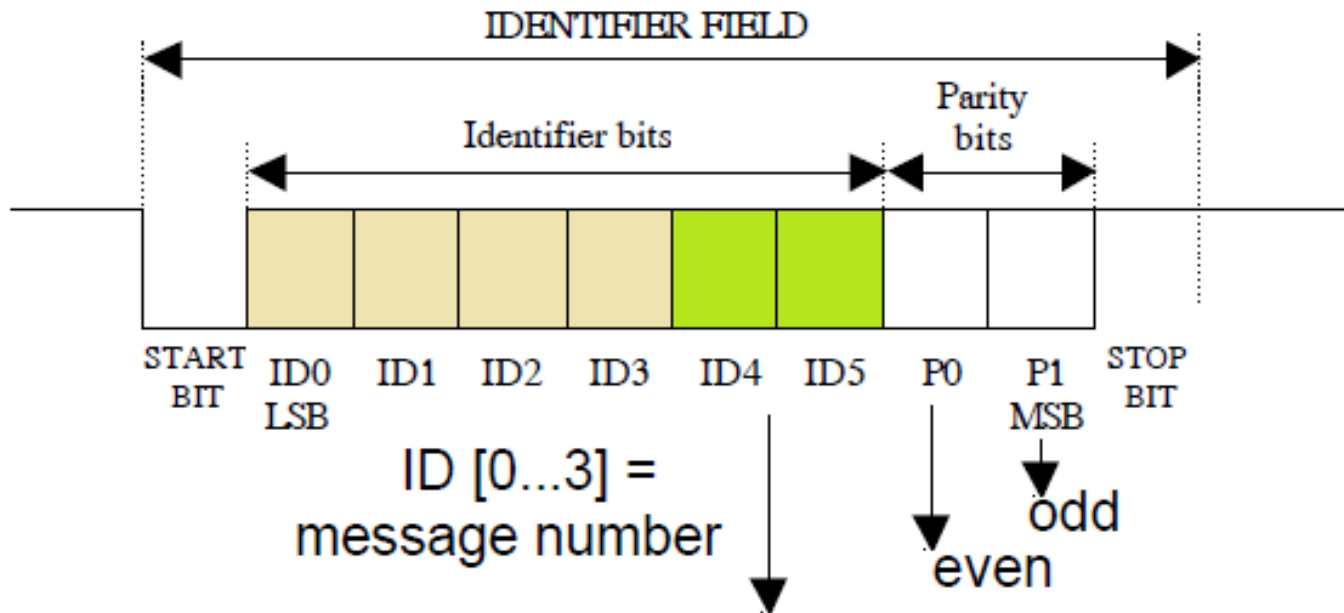 IDENTIFIER FIELD
Identifier bits
Parity
bits
START
BIT
ID0
LSB
ID1
ID2
ID3
ID4
ID5
P0
P1
MSB
STOP
BIT
ID [0...3] =
message number
odd
even